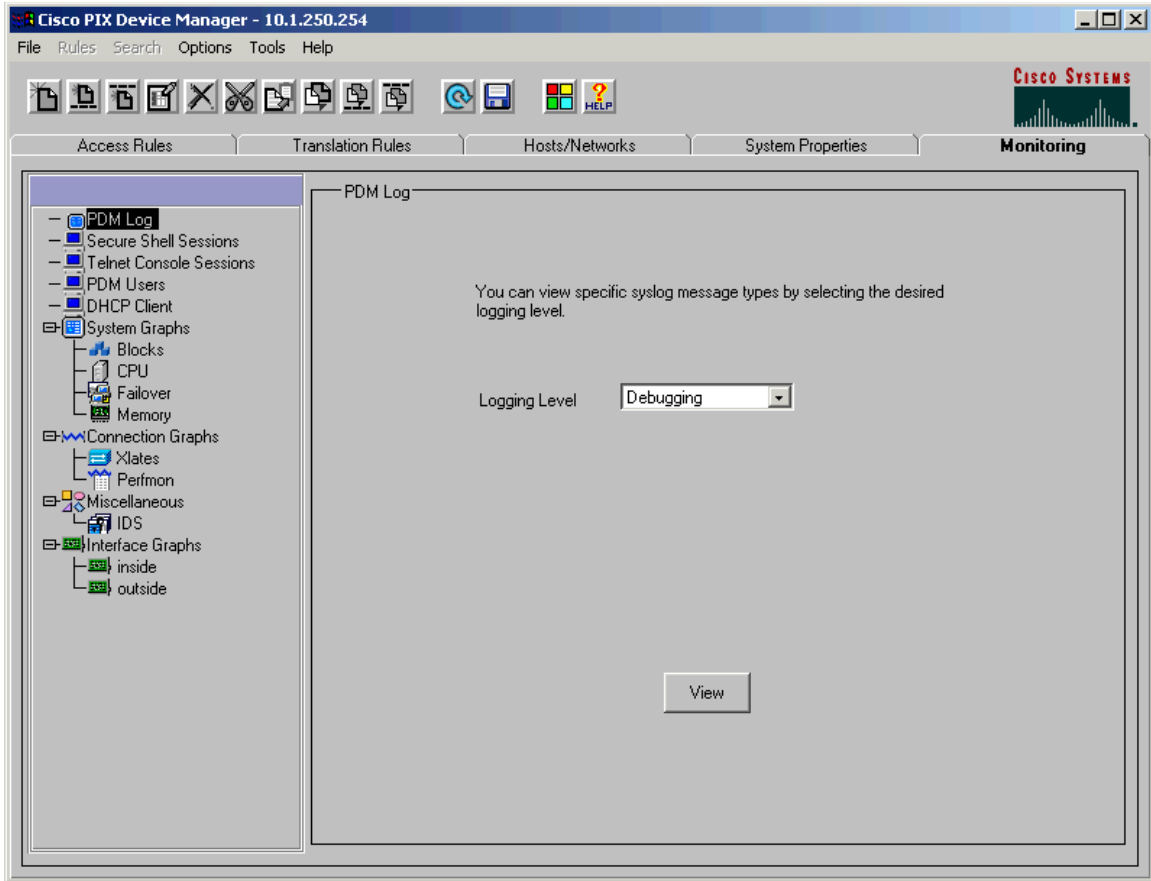 Cisco PIX Device Manager - 10.1.250.254
File Rules Search Options Tools Help
HELP
CISCO SYSTEMS
Access Rules Translation Rules Hosts/Networks System Properties Monitoring
PDM Log
PDM Log
Secure Shell Sessions
Telnet Console Sessions
PDM Users
DHCP Client
System Graphs
Blocks
CPU
Failover
Memory
Connection Graphs
Xlates
Perfmon
Miscellaneous
IDS
Interface Graphs
inside
outside
You can view specific syslog message types by selecting the desired
logging level.
Logging Level Debugging
View